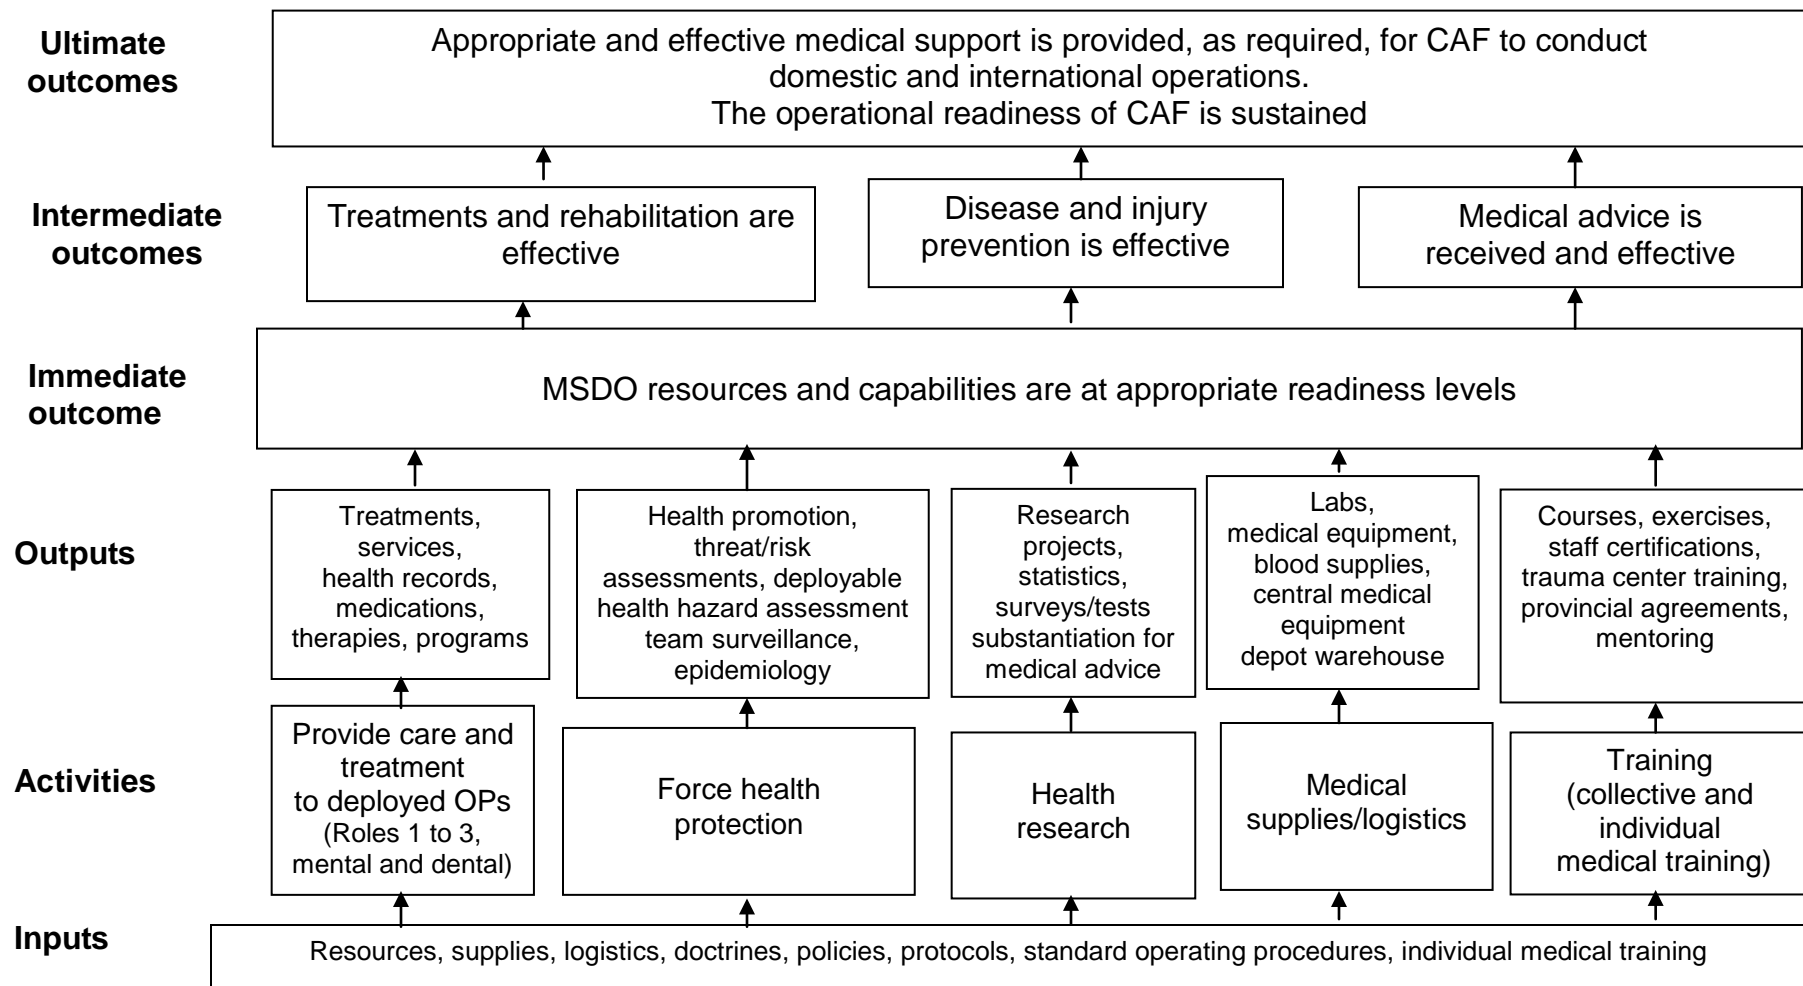 Ultimate
outcomes
Appropriate and effective medical support is provided, as required, for CAF to conduct
domestic and international operations.
The operational readiness of CAF is sustained
Intermediate
outcomes
Treatments and rehabilitation are
effective
Disease and injury
prevention is effective
Medical advice is
received and effective
Immediate
outcome
MSDO resources and capabilities are at appropriate readiness levels
Outputs
Treatments,
services,
health records,
medications,
therapies, programs
Health promotion,
threat/risk
assessments, deployable
health hazard assessment
team surveillance,
epidemiology
Research
projects,
statistics,
surveys/tests
substantiation for
medical advice
Labs,
medical equipment,
blood supplies,
central medical
equipment
depot warehouse
Courses, exercises,
staff certifications,
trauma center training,
provincial agreements,
mentoring
Activities
Provide care and
treatment
to deployed OPs
(Roles 1 to 3,
mental and dental)
Force health
protection
Health
research
Medical
supplies/logistics
Training
(collective and
individual
medical training)
Inputs
Resources, supplies, logistics, doctrines, policies, protocols, standard operating procedures, individual medical training